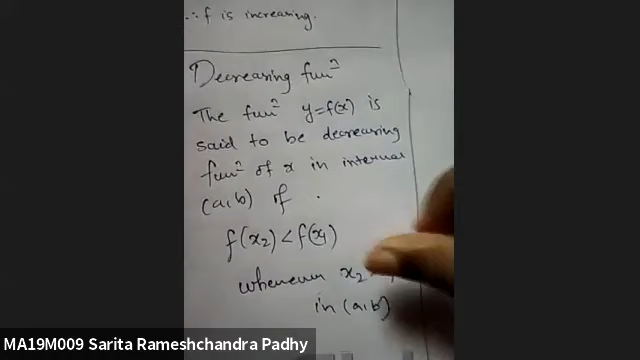 ∴ f is increasing.
Decreasing funⁿ
The funⁿ y=f(x) is
said to be decreasing
funⁿ of x in interval
(a,b) if
f(x₂) < f(x₁)
whenever x₂
in (a,b)
MA19M009 Sarita Rameshchandra Padhy